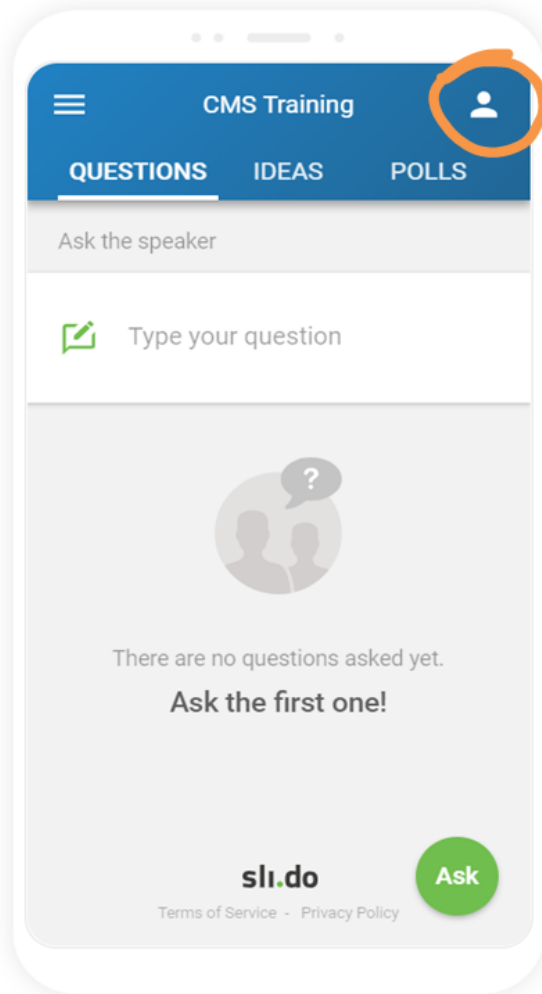 CMS Training
QUESTIONS IDEAS POLLS
Ask the speaker
Type your question
?
There are no questions asked yet.
Ask the first one!
slı.do
Ask
Terms of Service - Privacy Policy